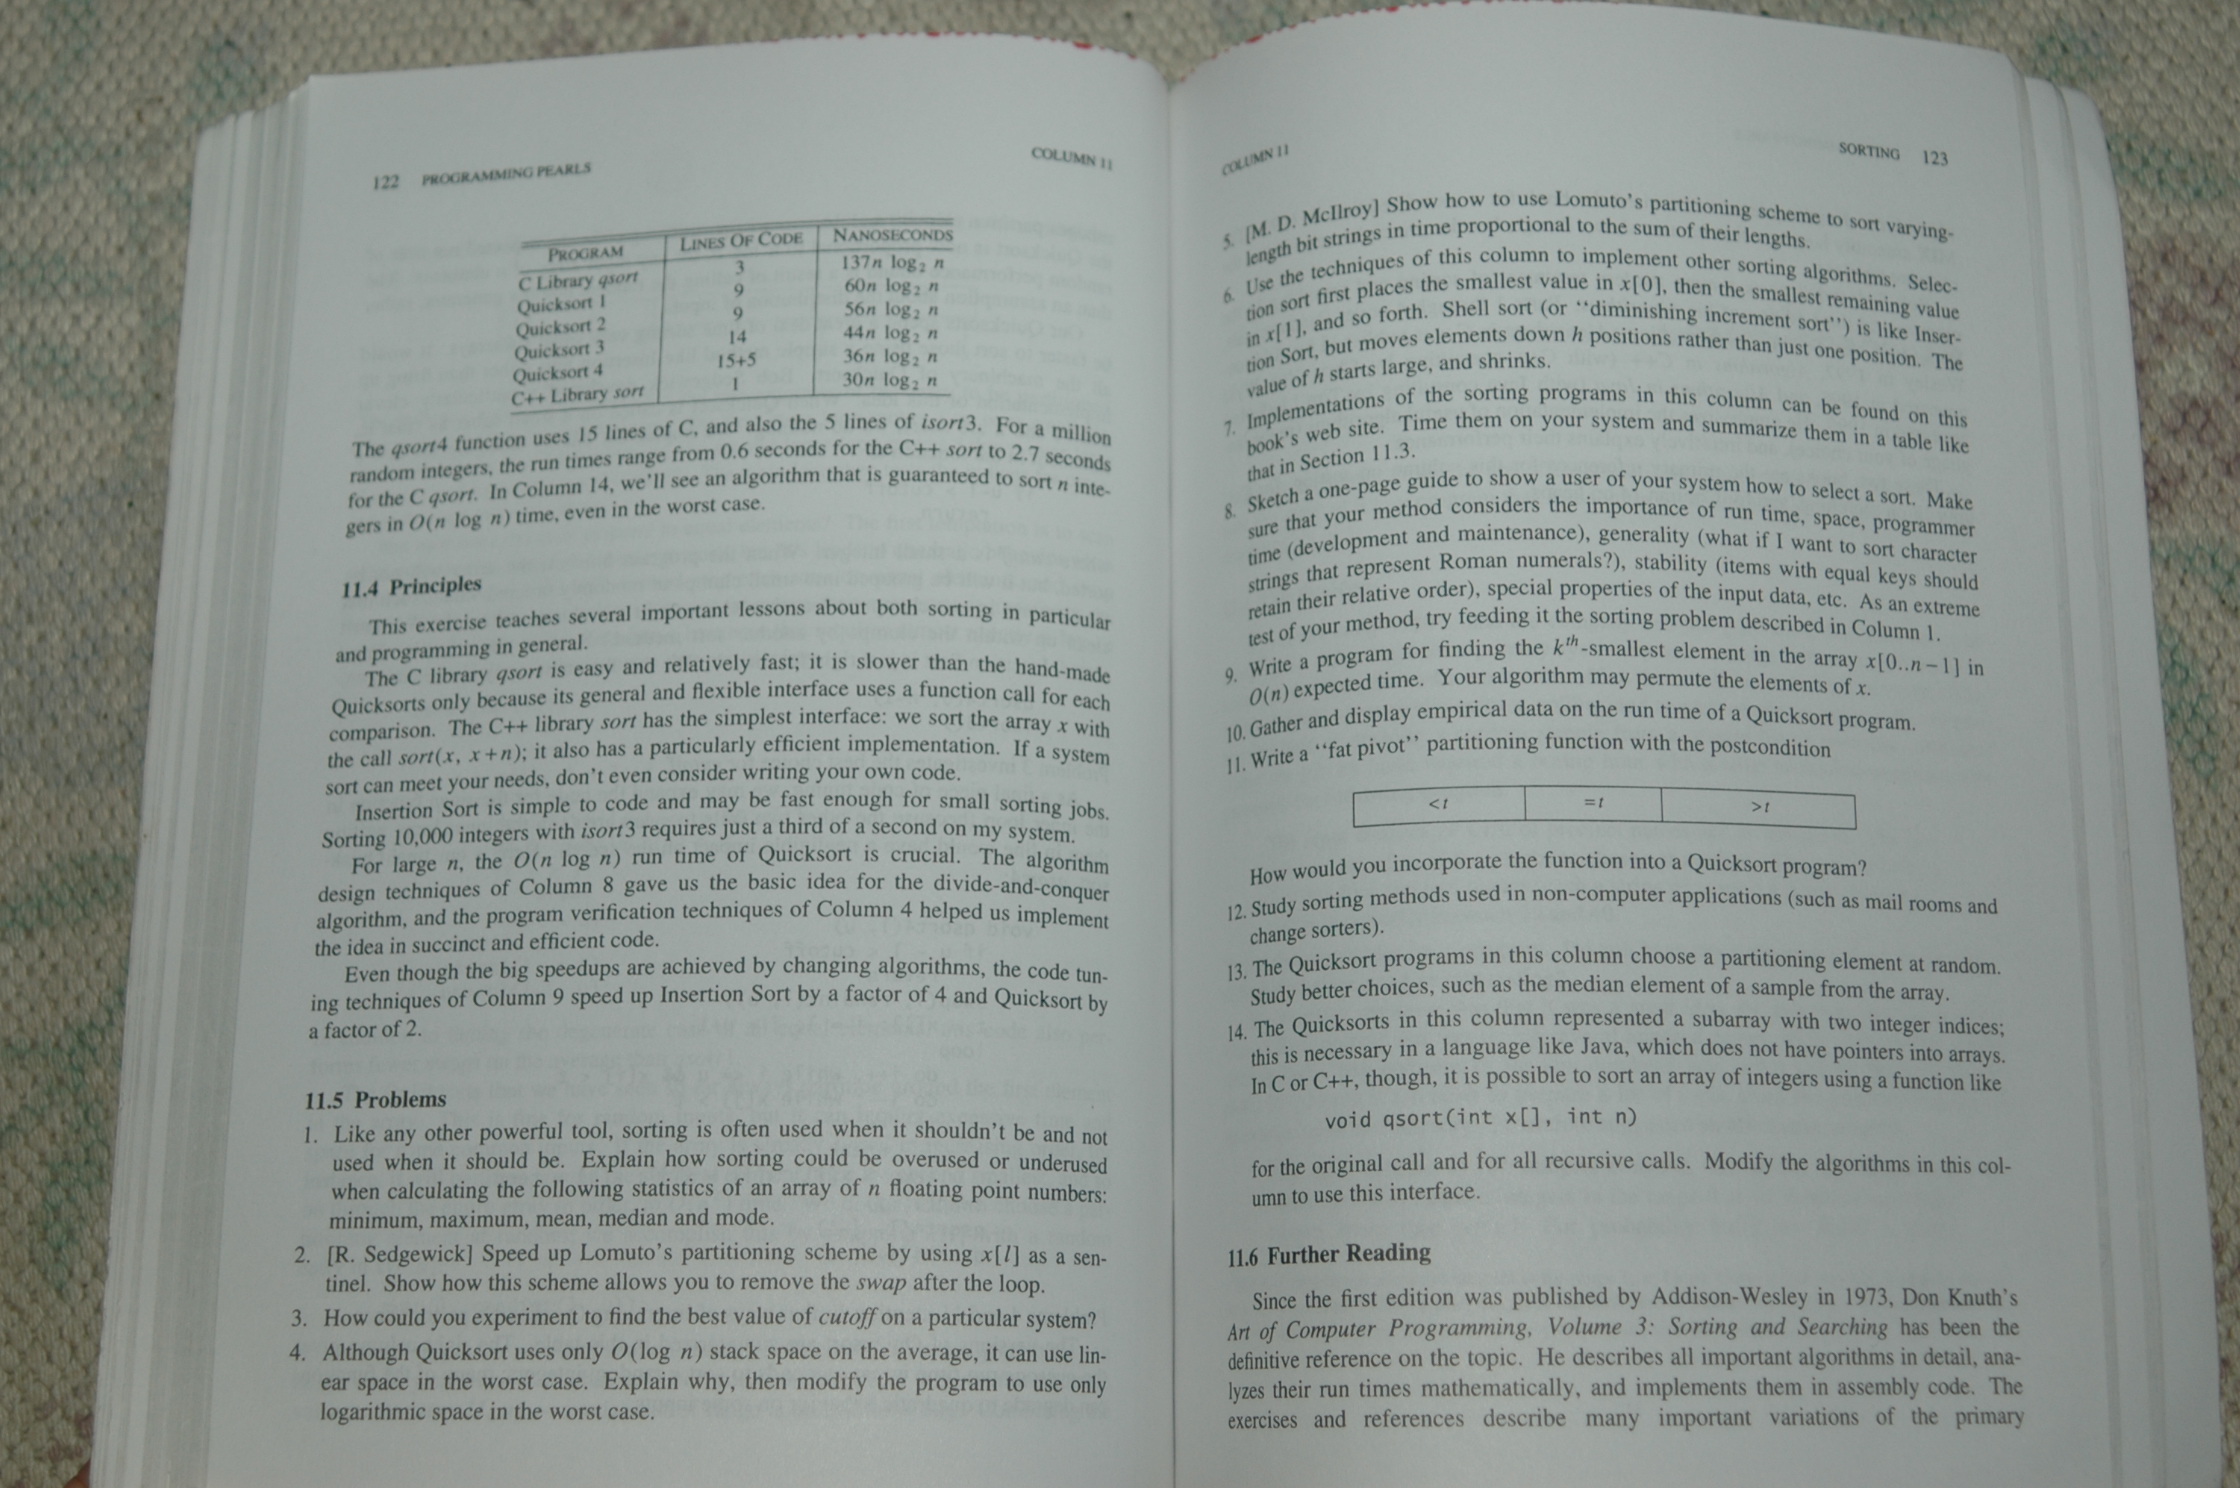 122 PROGRAMMING PEARLS COLUMN 11
PROGRAM LINES OF CODE NANOSECONDS
C Library qsort 3 137n log₂ n
Quicksort 1 9 60n log₂ n
Quicksort 2 9 56n log₂ n
Quicksort 3 14 44n log₂ n
Quicksort 4 15+5 36n log₂ n
C++ Library sort 1 30n log₂ n
The qsort4 function uses 15 lines of C, and also the 5 lines of isort3. For a million
random integers, the run times range from 0.6 seconds for the C++ sort to 2.7 seconds
for the C qsort. In Column 14, we'll see an algorithm that is guaranteed to sort n inte-
gers in O(n log n) time, even in the worst case.
11.4 Principles
This exercise teaches several important lessons about both sorting in particular
and programming in general.
The C library qsort is easy and relatively fast; it is slower than the hand-made
Quicksorts only because its general and flexible interface uses a function call for each
comparison. The C++ library sort has the simplest interface: we sort the array x with
the call sort(x, x+n); it also has a particularly efficient implementation. If a system
sort can meet your needs, don't even consider writing your own code.
Insertion Sort is simple to code and may be fast enough for small sorting jobs.
Sorting 10,000 integers with isort3 requires just a third of a second on my system.
For large n, the O(n log n) run time of Quicksort is crucial. The algorithm
design techniques of Column 8 gave us the basic idea for the divide-and-conquer
algorithm, and the program verification techniques of Column 4 helped us implement
the idea in succinct and efficient code.
Even though the big speedups are achieved by changing algorithms, the code tun-
ing techniques of Column 9 speed up Insertion Sort by a factor of 4 and Quicksort by
a factor of 2.
11.5 Problems
1. Like any other powerful tool, sorting is often used when it shouldn't be and not
used when it should be. Explain how sorting could be overused or underused
when calculating the following statistics of an array of n floating point numbers:
minimum, maximum, mean, median and mode.
2. [R. Sedgewick] Speed up Lomuto's partitioning scheme by using x[l] as a sen-
tinel. Show how this scheme allows you to remove the swap after the loop.
3. How could you experiment to find the best value of cutoff on a particular system?
4. Although Quicksort uses only O(log n) stack space on the average, it can use lin-
ear space in the worst case. Explain why, then modify the program to use only
logarithmic space in the worst case.
COLUMN 11 SORTING 123
5. [M. D. McIlroy] Show how to use Lomuto's partitioning scheme to sort varying-
length bit strings in time proportional to the sum of their lengths.
6. Use the techniques of this column to implement other sorting algorithms. Selec-
tion sort first places the smallest value in x[0], then the smallest remaining value
in x[1], and so forth. Shell sort (or ‘‘diminishing increment sort’’) is like Inser-
tion Sort, but moves elements down h positions rather than just one position. The
value of h starts large, and shrinks.
7. Implementations of the sorting programs in this column can be found on this
book's web site. Time them on your system and summarize them in a table like
that in Section 11.3.
8. Sketch a one-page guide to show a user of your system how to select a sort. Make
sure that your method considers the importance of run time, space, programmer
time (development and maintenance), generality (what if I want to sort character
strings that represent Roman numerals?), stability (items with equal keys should
retain their relative order), special properties of the input data, etc. As an extreme
test of your method, try feeding it the sorting problem described in Column 1.
9. Write a program for finding the kᵗʰ-smallest element in the array x[0..n−1] in
O(n) expected time. Your algorithm may permute the elements of x.
10. Gather and display empirical data on the run time of a Quicksort program.
11. Write a ‘‘fat pivot’’ partitioning function with the postcondition
<t =t >t
How would you incorporate the function into a Quicksort program?
12. Study sorting methods used in non-computer applications (such as mail rooms and
change sorters).
13. The Quicksort programs in this column choose a partitioning element at random.
Study better choices, such as the median element of a sample from the array.
14. The Quicksorts in this column represented a subarray with two integer indices;
this is necessary in a language like Java, which does not have pointers into arrays.
In C or C++, though, it is possible to sort an array of integers using a function like
void qsort(int x[], int n)
for the original call and for all recursive calls. Modify the algorithms in this col-
umn to use this interface.
11.6 Further Reading
Since the first edition was published by Addison-Wesley in 1973, Don Knuth's
Art of Computer Programming, Volume 3: Sorting and Searching has been the
definitive reference on the topic. He describes all important algorithms in detail, ana-
lyzes their run times mathematically, and implements them in assembly code. The
exercises and references describe many important variations of the primary